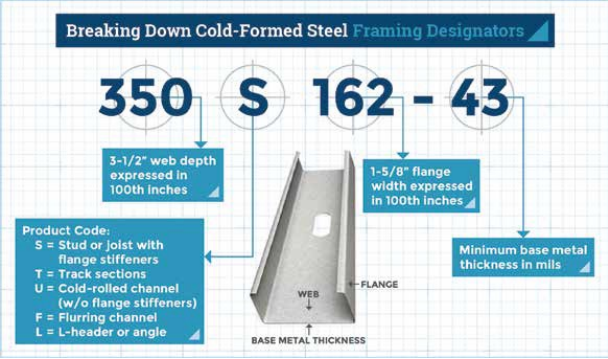 Breaking Down Cold-Formed Steel Framing Designators
350 S 162 - 43
3-1/2" web depth
expressed in
100th inches
1-5/8" flange
width expressed
in 100th inches
Product Code:
S = Stud or joist with
flange stiffeners
T = Track sections
U = Cold-rolled channel
(w/o flange stiffeners)
F = Flurring channel
L = L-header or angle
Minimum base metal
thickness in mils
FLANGE
WEB
BASE METAL THICKNESS